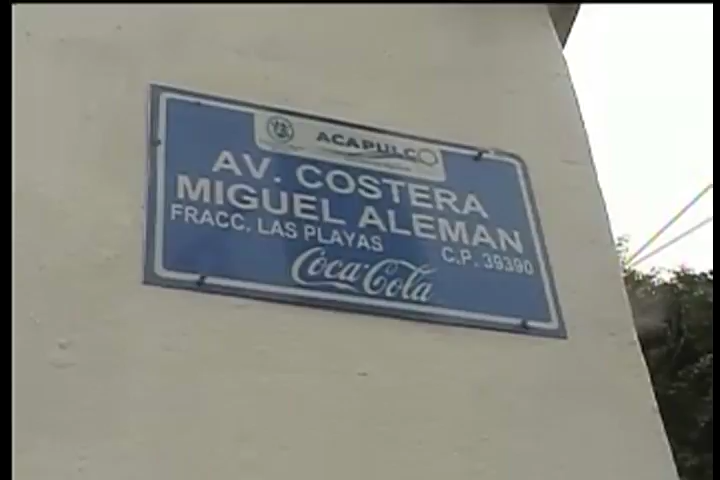 ACAPULCO
AV. COSTERA
MIGUEL ALEMAN
FRACC. LAS PLAYAS C.P. 39390
Coca-Cola